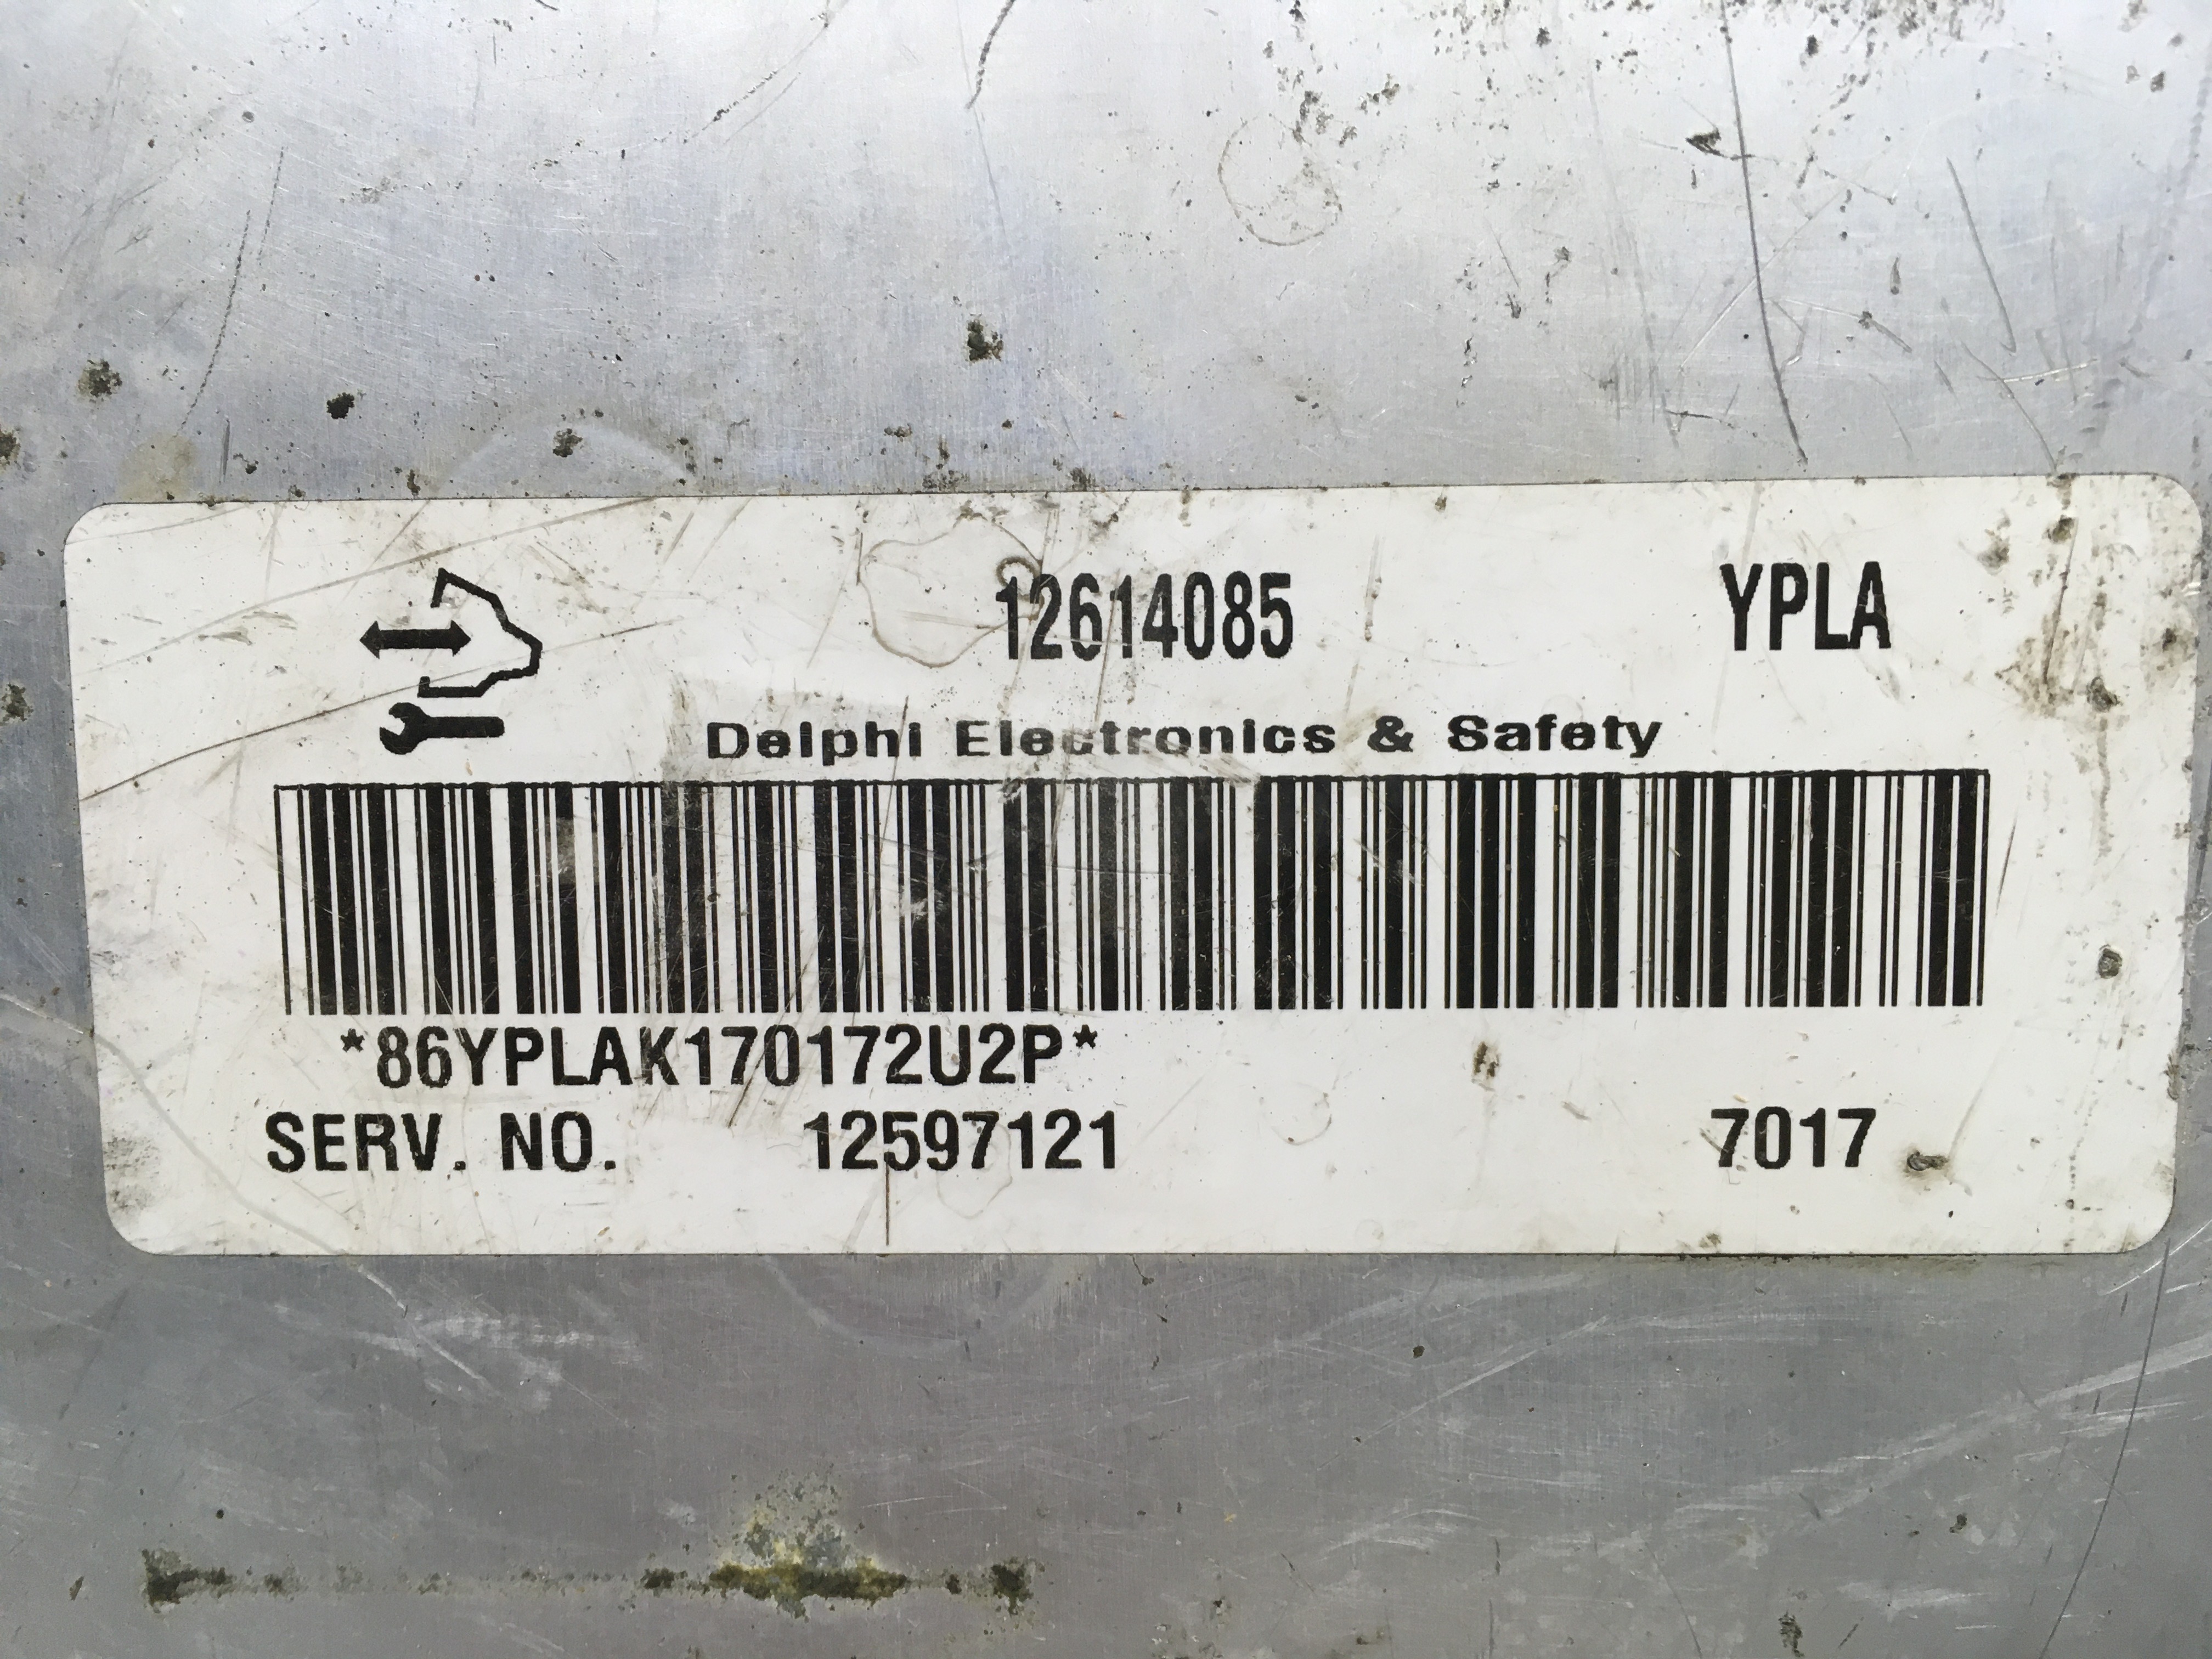 12614085 YPLA
Delphi Electronics & Safety
*86YPLAK170172U2P*
SERV. NO. 12597121 7017